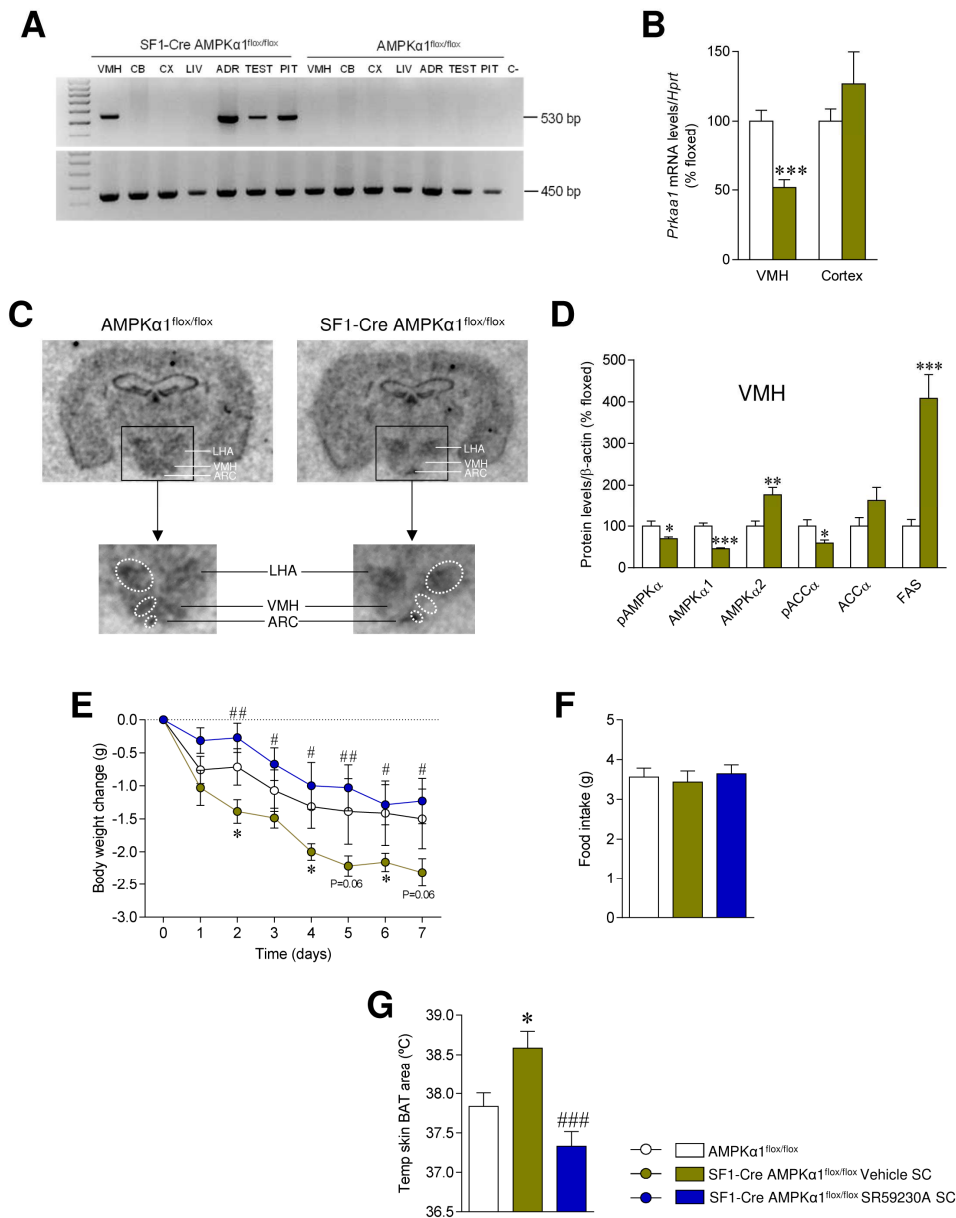 A
SF1-Cre AMPKα1flox/flox
AMPKα1flox/flox
VMH CB CX LIV ADR TEST PIT VMH CB CX LIV ADR TEST PIT C-
530 bp
450 bp
B
Prkaa1 mRNA levels/Hprt
(% floxed)
150
100
50
0
***
VMH Cortex
C
AMPKα1flox/flox
SF1-Cre AMPKα1flox/flox
LHA
VMH
ARC
LHA
VMH
ARC
LHA
VMH
ARC
D
VMH
Protein levels/β-actin (% floxed)
500
400
300
200
100
0
* *** ** * ***
pAMPKα AMPKα1 AMPKα2 pACCα ACCα FAS
E
Body weight change (g)
0.0
-0.5
-1.0
-1.5
-2.0
-2.5
-3.0
## # # ## # #
* * P=0.06 * P=0.06
0 1 2 3 4 5 6 7
Time (days)
F
Food intake (g)
5
4
3
2
1
0
G
Temp skin BAT area (ºC)
39.0
38.5
38.0
37.5
37.0
36.5
*
###
AMPKα1flox/flox
SF1-Cre AMPKα1flox/flox Vehicle SC
SF1-Cre AMPKα1flox/flox SR59230A SC